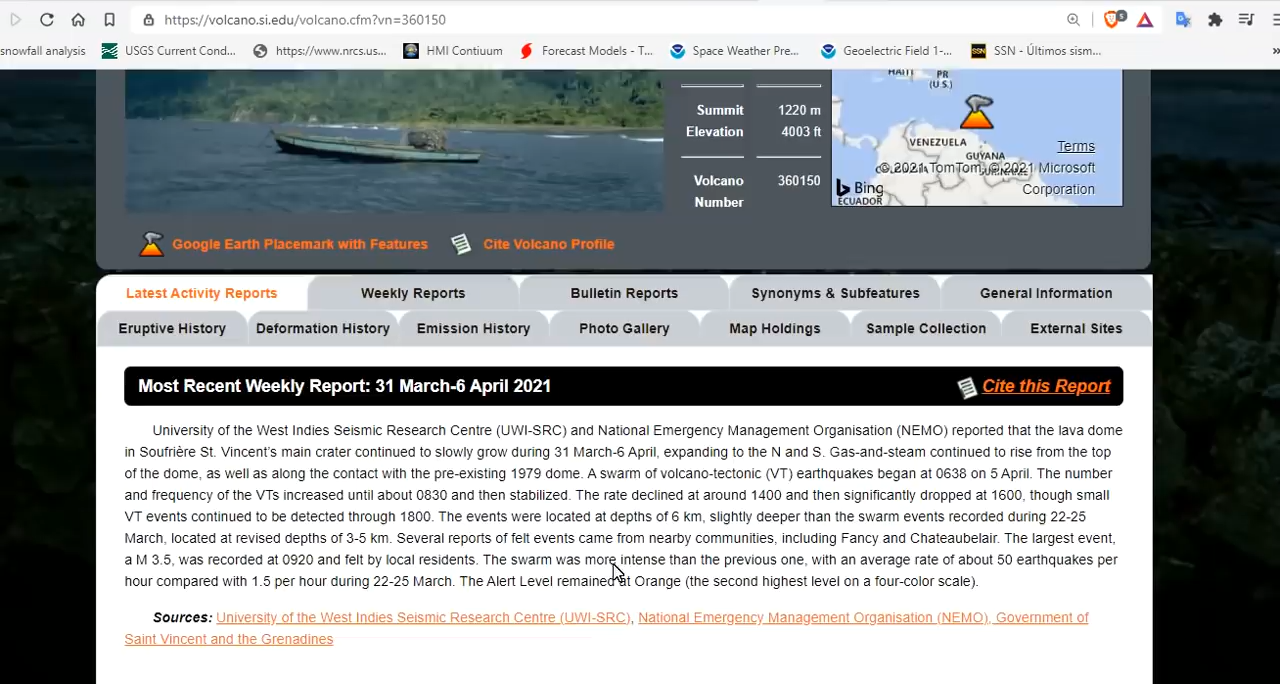 https://volcano.si.edu/volcano.cfm?vn=360150
5
snowfall analysis USGS Current Cond... https://www.nrcs.us... HMI Contiuum Forecast Models - T... Space Weather Pre... Geoelectric Field 1-... SSN SSN - Últimos sism... »
HAITI PR
(U.S.)
Summit 1220 m
Elevation 4003 ft
VENEZUELA
GUYANA
Terms
© 2021 TomTom, © 2021 Microsoft
Corporation
Volcano 360150
Number
Bing
ECUADOR
Google Earth Placemark with Features Cite Volcano Profile
Latest Activity Reports Weekly Reports Bulletin Reports Synonyms & Subfeatures General Information
Eruptive History Deformation History Emission History Photo Gallery Map Holdings Sample Collection External Sites
Most Recent Weekly Report: 31 March-6 April 2021 Cite this Report
University of the West Indies Seismic Research Centre (UWI-SRC) and National Emergency Management Organisation (NEMO) reported that the lava dome
in Soufrière St. Vincent's main crater continued to slowly grow during 31 March-6 April, expanding to the N and S. Gas-and-steam continued to rise from the top
of the dome, as well as along the contact with the pre-existing 1979 dome. A swarm of volcano-tectonic (VT) earthquakes began at 0638 on 5 April. The number
and frequency of the VTs increased until about 0830 and then stabilized. The rate declined at around 1400 and then significantly dropped at 1600, though small
VT events continued to be detected through 1800. The events were located at depths of 6 km, slightly deeper than the swarm events recorded during 22-25
March, located at revised depths of 3-5 km. Several reports of felt events came from nearby communities, including Fancy and Chateaubelair. The largest event,
a M 3.5, was recorded at 0920 and felt by local residents. The swarm was more intense than the previous one, with an average rate of about 50 earthquakes per
hour compared with 1.5 per hour during 22-25 March. The Alert Level remained at Orange (the second highest level on a four-color scale).
Sources: University of the West Indies Seismic Research Centre (UWI-SRC), National Emergency Management Organisation (NEMO), Government of
Saint Vincent and the Grenadines